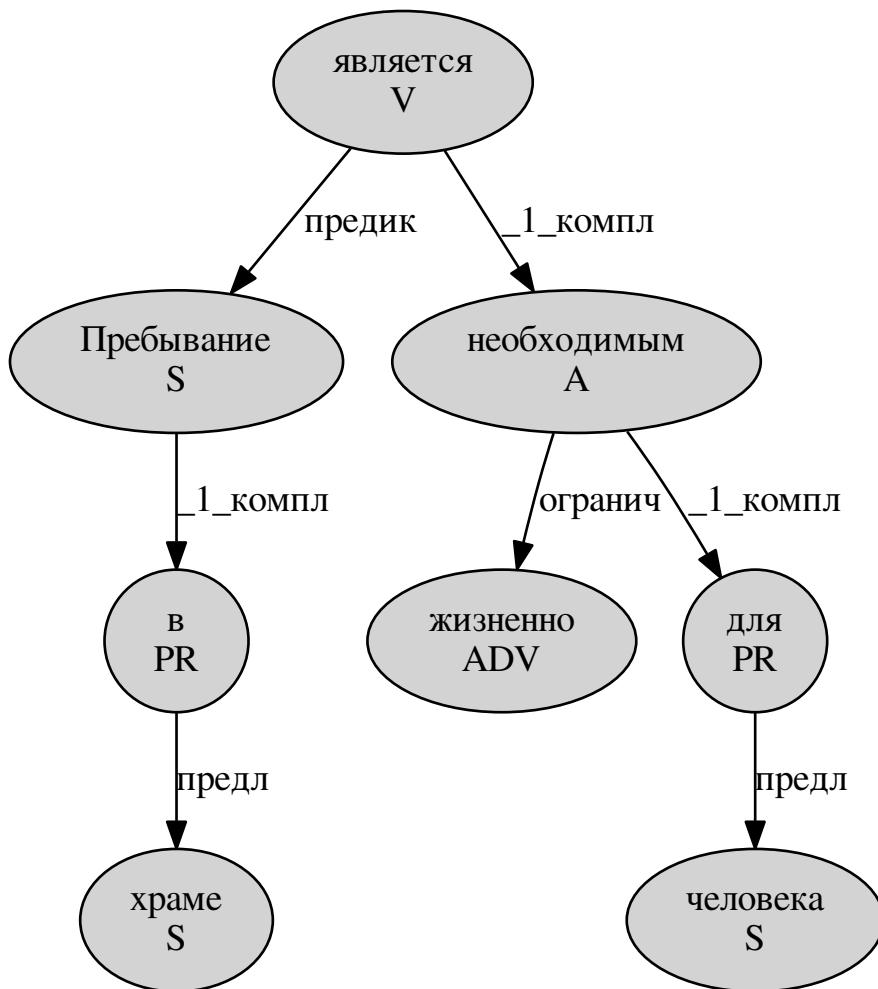 является
V
предик
_1_компл
Пребывание
S
необходимым
A
_1_компл
огранич
_1_компл
в
PR
жизненно
ADV
для
PR
предл
предл
храме
S
человека
S